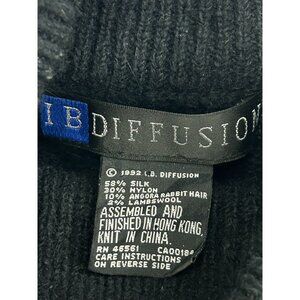 IB DIFFUSION
© 1992 I.B. DIFFUSION
58% SILK
30% NYLON
10% ANGORA RABBIT HAIR
2% LAMBSWOOL
ASSEMBLED AND
FINISHED IN HONG KONG,
KNIT IN CHINA.
RN 46561 CA00184
CARE INSTRUCTIONS
ON REVERSE SIDE